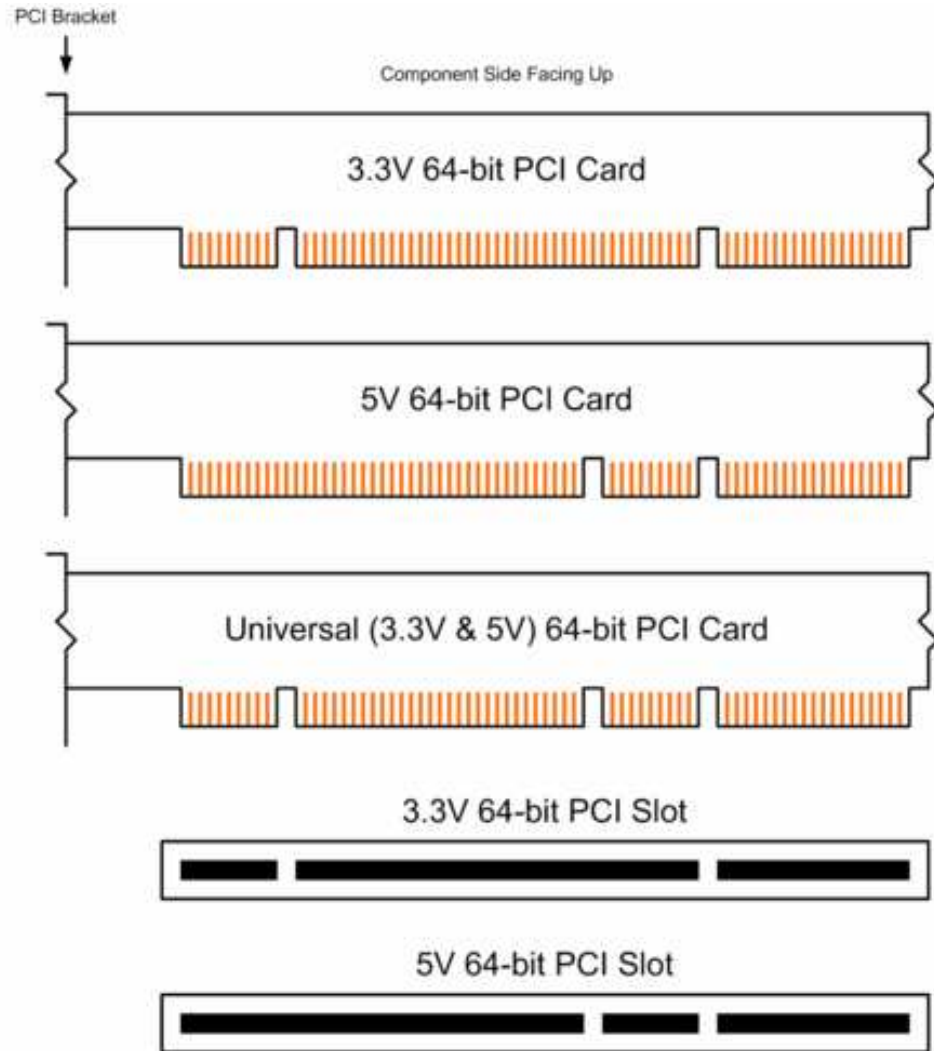 PCI Bracket
Component Side Facing Up
3.3V 64-bit PCI Card
5V 64-bit PCI Card
Universal (3.3V & 5V) 64-bit PCI Card
3.3V 64-bit PCI Slot
5V 64-bit PCI Slot